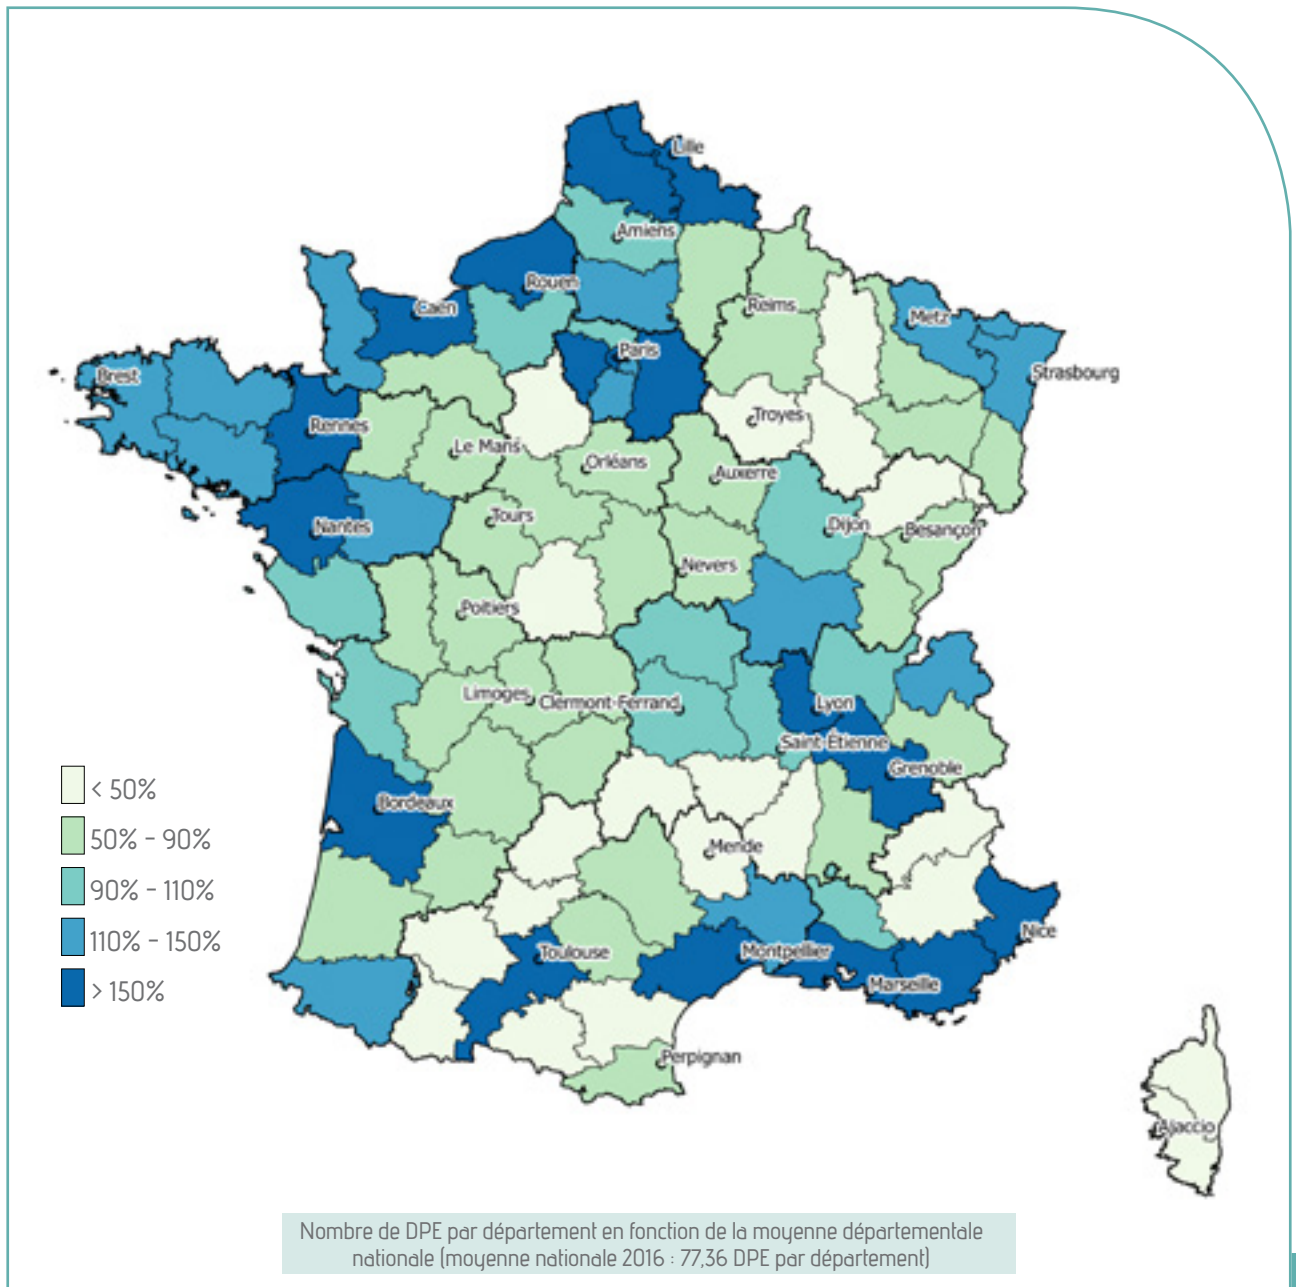 Lille
Amiens
Rouen
Caen
Reims
Metz
Paris
Strasbourg
Brest
Rennes
Troyes
Le Mans
Orléans
Auxerre
Nantes
Tours
Dijon
Besançon
Nevers
Poitiers
Limoges
Clermont-Ferrand
Lyon
Saint-Étienne
Grenoble
Bordeaux
Mende
Toulouse
Montpellier
Nice
Marseille
Perpignan
Ajaccio
< 50%
50% - 90%
90% - 110%
110% - 150%
> 150%
Nombre de DPE par département en fonction de la moyenne départementale
nationale (moyenne nationale 2016 : 77,36 DPE par département)